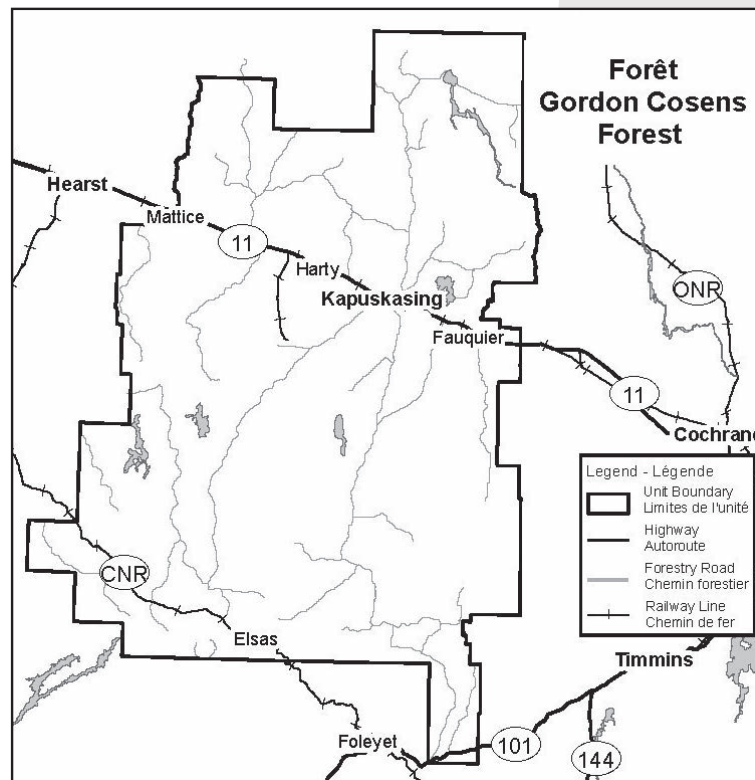 Forêt
Gordon Cosens
Forest
Hearst
Mattice
11
Harty
Kapuskasing
ONR
Fauquier
11
Cochrane
Legend - Légende
Unit Boundary
Limites de l'unité
Highway
Autoroute
Forestry Road
Chemin forestier
Railway Line
Chemin de fer
CNR
Elsas
Timmins
Foleyet
101
144